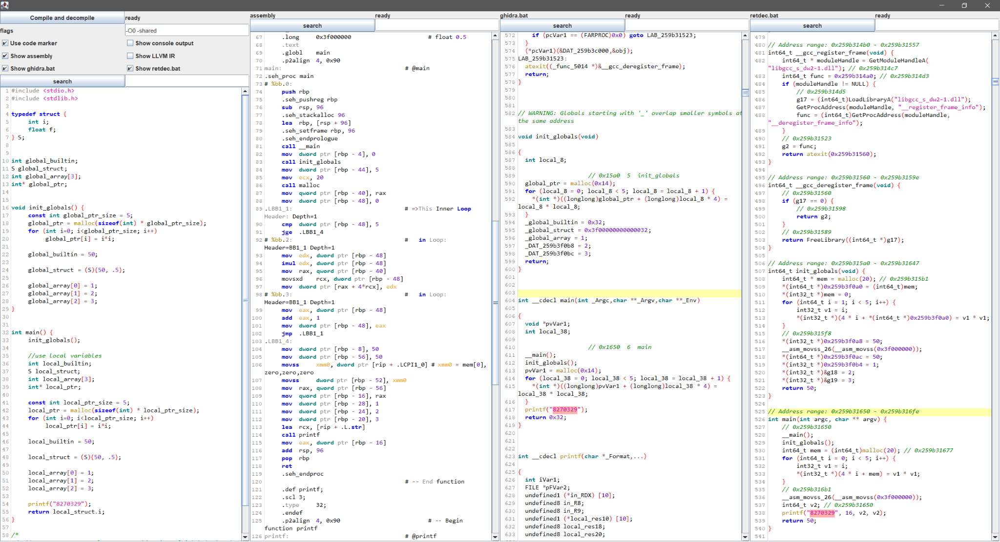 Compile and decompile
ready
flags
-O0 -shared
Use code marker
Show console output
Show assembly
Show LLVM IR
Show ghidra.bat
Show retdec.bat
search
1 #include <stdio.h>
2 #include <stdlib.h>
3
4 typedef struct {
5 int i;
6 float f;
7 } S;
8
9
10 int global_builtin;
11 S global_struct;
12 int global_array[3];
13 int* global_ptr;
14
15
16 void init_globals() {
17 const int global_ptr_size = 5;
18 global_ptr = malloc(sizeof(int) * global_ptr_size);
19 for (int i=0; i<global_ptr_size; i++)
20 global_ptr[i] = i*i;
21
22 global_builtin = 50;
23
24 global_struct = (S){50, .5};
25
26 global_array[0] = 1;
27 global_array[1] = 2;
28 global_array[2] = 3;
29 }
30
31
32 int main() {
33 init_globals();
34
35 //use local variables
36 int local_builtin;
37 S local_struct;
38 int local_array[3];
39 int* local_ptr;
40
41 const int local_ptr_size = 5;
42 local_ptr = malloc(sizeof(int) * local_ptr_size);
43 for (int i=0; i<local_ptr_size; i++)
44 local_ptr[i] = i*i;
45
46 local_builtin = 50;
47
48 local_struct = (S){50, .5};
49
50 local_array[0] = 1;
51 local_array[1] = 2;
52 local_array[2] = 3;
53
54 printf("8270329");
55 return local_struct.i;
56 }
57
58 /*
assembly
ready
search
67 .long 0x3f000000 # float 0.5
68 .text
69 .globl main
70 .p2align 4, 0x90
71 main: # @main
72 .seh_proc main
73 # %bb.0:
74 push rbp
75 .seh_pushreg rbp
76 sub rsp, 96
77 .seh_stackalloc 96
78 lea rbp, [rsp + 96]
79 .seh_setframe rbp, 96
80 .seh_endprologue
81 call __main
82 mov dword ptr [rbp - 4], 0
83 call init_globals
84 mov dword ptr [rbp - 44], 5
85 mov ecx, 20
86 call malloc
87 mov qword ptr [rbp - 40], rax
88 mov dword ptr [rbp - 48], 0
89 .LBB1_1: # =>This Inner Loop
Header: Depth=1
90 cmp dword ptr [rbp - 48], 5
91 jge .LBB1_4
92 # %bb.2: # in Loop:
Header=BB1_1 Depth=1
93 mov edx, dword ptr [rbp - 48]
94 imul edx, dword ptr [rbp - 48]
95 mov rax, qword ptr [rbp - 40]
96 movsxd rcx, dword ptr [rbp - 48]
97 mov dword ptr [rax + 4*rcx], edx
98 # %bb.3: # in Loop:
Header=BB1_1 Depth=1
99 mov eax, dword ptr [rbp - 48]
100 add eax, 1
101 mov dword ptr [rbp - 48], eax
102 jmp .LBB1_1
103 .LBB1_4:
104 mov dword ptr [rbp - 8], 50
105 mov dword ptr [rbp - 56], 50
106 movss xmm0, dword ptr [rip + .LCPI1_0] # xmm0 = mem[0],
zero,zero,zero
107 movss dword ptr [rbp - 52], xmm0
108 mov rax, qword ptr [rbp - 56]
109 mov qword ptr [rbp - 16], rax
110 mov dword ptr [rbp - 28], 1
111 mov dword ptr [rbp - 24], 2
112 mov dword ptr [rbp - 20], 3
113 lea rcx, [rip + .L.str]
114 call printf
115 mov eax, dword ptr [rbp - 16]
116 add rsp, 96
117 pop rbp
118 ret
119 .seh_endproc
120 # -- End function
121 .def printf;
122 .scl 3;
123 .type 32;
124 .endef
125 .p2align 4, 0x90 # -- Begin
function printf
126 printf: # @printf
ghidra.bat
ready
search
572 if (pcVar1 == (FARPROC)0x0) goto LAB_259b31523;
573 }
574 (*pcVar1)(&DAT_259b3c000,&obj);
575 LAB_259b31523:
576 atexit((_func_5014 *)&__gcc_deregister_frame);
577 return;
578 }
579
580
581
582 // WARNING: Globals starting with '_' overlap smaller symbols at
the same address
583
584 void init_globals(void)
585
586 {
587 int local_8;
588
589 // 0x15a0 5 init_globals
590 global_ptr = malloc(0x14);
591 for (local_8 = 0; local_8 < 5; local_8 = local_8 + 1) {
592 *(int *)((longlong)global_ptr + (longlong)local_8 * 4) =
local_8 * local_8;
593 }
594 _global_builtin = 0x32;
595 _global_struct = 0x3f00000000000032;
596 _global_array = 1;
597 _DAT_259b3f0b8 = 2;
598 _DAT_259b3f0bc = 3;
599 return;
600 }
601
602
603
604 int __cdecl main(int _Argc,char **_Argv,char **_Env)
605
606 {
607 void *pvVar1;
608 int local_38;
609
610 // 0x1650 6 main
611 __main();
612 init_globals();
613 pvVar1 = malloc(0x14);
614 for (local_38 = 0; local_38 < 5; local_38 = local_38 + 1) {
615 *(int *)((longlong)pvVar1 + (longlong)local_38 * 4) =
local_38 * local_38;
616 }
617 printf("8270329");
618 return 0x32;
619 }
620
621
622
623 int __cdecl printf(char *_Format,...)
624
625 {
626 int iVar1;
627 FILE *pFVar2;
628 undefined1 (*in_RDX) [10];
629 undefined8 in_R8;
630 undefined8 in_R9;
631 undefined1 (*local_res10) [10];
632 undefined8 local_res18;
633 undefined8 local_res20;
retdec.bat
ready
search
479
480 // Address range: 0x259b314b0 - 0x259b31557
481 int64_t __gcc_register_frame(void) {
482 int64_t * moduleHandle = GetModuleHandleA(
"libgcc_s_dw2-1.dll"); // 0x259b314c7
483 int64_t func = 0x259b314a0; // 0x259b314d3
484 if (moduleHandle != NULL) {
485 // 0x259b314d5
486 g17 = (int64_t)LoadLibraryA("libgcc_s_dw2-1.dll");
487 GetProcAddress(moduleHandle, "__register_frame_info");
488 func = (int64_t)GetProcAddress(moduleHandle,
"__deregister_frame_info");
489 }
490 // 0x259b31523
491 g2 = func;
492 return atexit(0x259b31560);
493 }
494
495 // Address range: 0x259b31560 - 0x259b3159e
496 int64_t __gcc_deregister_frame(void) {
497 // 0x259b31560
498 if (g17 == 0) {
499 // 0x259b31598
500 return g2;
501 }
502 // 0x259b31589
503 return FreeLibrary((int64_t *)g17);
504 }
505
506 // Address range: 0x259b315a0 - 0x259b31647
507 int64_t init_globals(void) {
508 int64_t * mem = malloc(20); // 0x259b315b1
509 *(int64_t *)0x259b3f0a0 = (int64_t)mem;
510 *(int32_t *)mem = 0;
511 for (int64_t i = 1; i < 5; i++) {
512 int32_t v1 = i;
513 *(int32_t *)(4 * i + *(int64_t *)0x259b3f0a0) = v1 * v1;
514 }
515 // 0x259b315f8
516 *(int32_t *)0x259b3f0a8 = 50;
517 __asm_movss_26(__asm_movss(0x3f000000));
518 *(int64_t *)0x259b3f0ac = 50;
519 *(int32_t *)0x259b3f0b4 = 1;
520 *(int32_t *)&g18 = 2;
521 *(int32_t *)&g19 = 3;
522 return 50;
523 }
524
525 // Address range: 0x259b31650 - 0x259b316fe
526 int main(int argc, char ** argv) {
527 // 0x259b31650
528 __main();
529 init_globals();
530 int64_t mem = (int64_t)malloc(20); // 0x259b31677
531 for (int64_t i = 0; i < 5; i++) {
532 int32_t v1 = i;
533 *(int32_t *)(4 * i + mem) = v1 * v1;
534 }
535 // 0x259b316b1
536 __asm_movss_26(__asm_movss(0x3f000000));
537 int64_t v2; // 0x259b31650
538 printf("8270329", 16, v2, v2);
539 return 50;
540 }
541